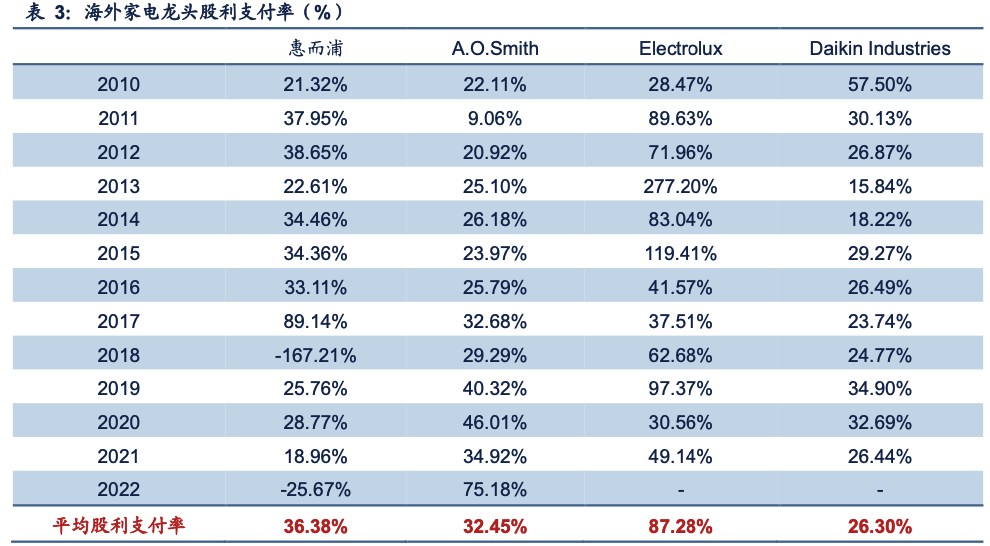 表 3：海外家电龙头股利支付率（%）
惠而浦 A.O.Smith Electrolux Daikin Industries
2010 21.32% 22.11% 28.47% 57.50%
2011 37.95% 9.06% 89.63% 30.13%
2012 38.65% 20.92% 71.96% 26.87%
2013 22.61% 25.10% 277.20% 15.84%
2014 34.46% 26.18% 83.04% 18.22%
2015 34.36% 23.97% 119.41% 29.27%
2016 33.11% 25.79% 41.57% 26.49%
2017 89.14% 32.68% 37.51% 23.74%
2018 -167.21% 29.29% 62.68% 24.77%
2019 25.76% 40.32% 97.37% 34.90%
2020 28.77% 46.01% 30.56% 32.69%
2021 18.96% 34.92% 49.14% 26.44%
2022 -25.67% 75.18% - -
平均股利支付率 36.38% 32.45% 87.28% 26.30%